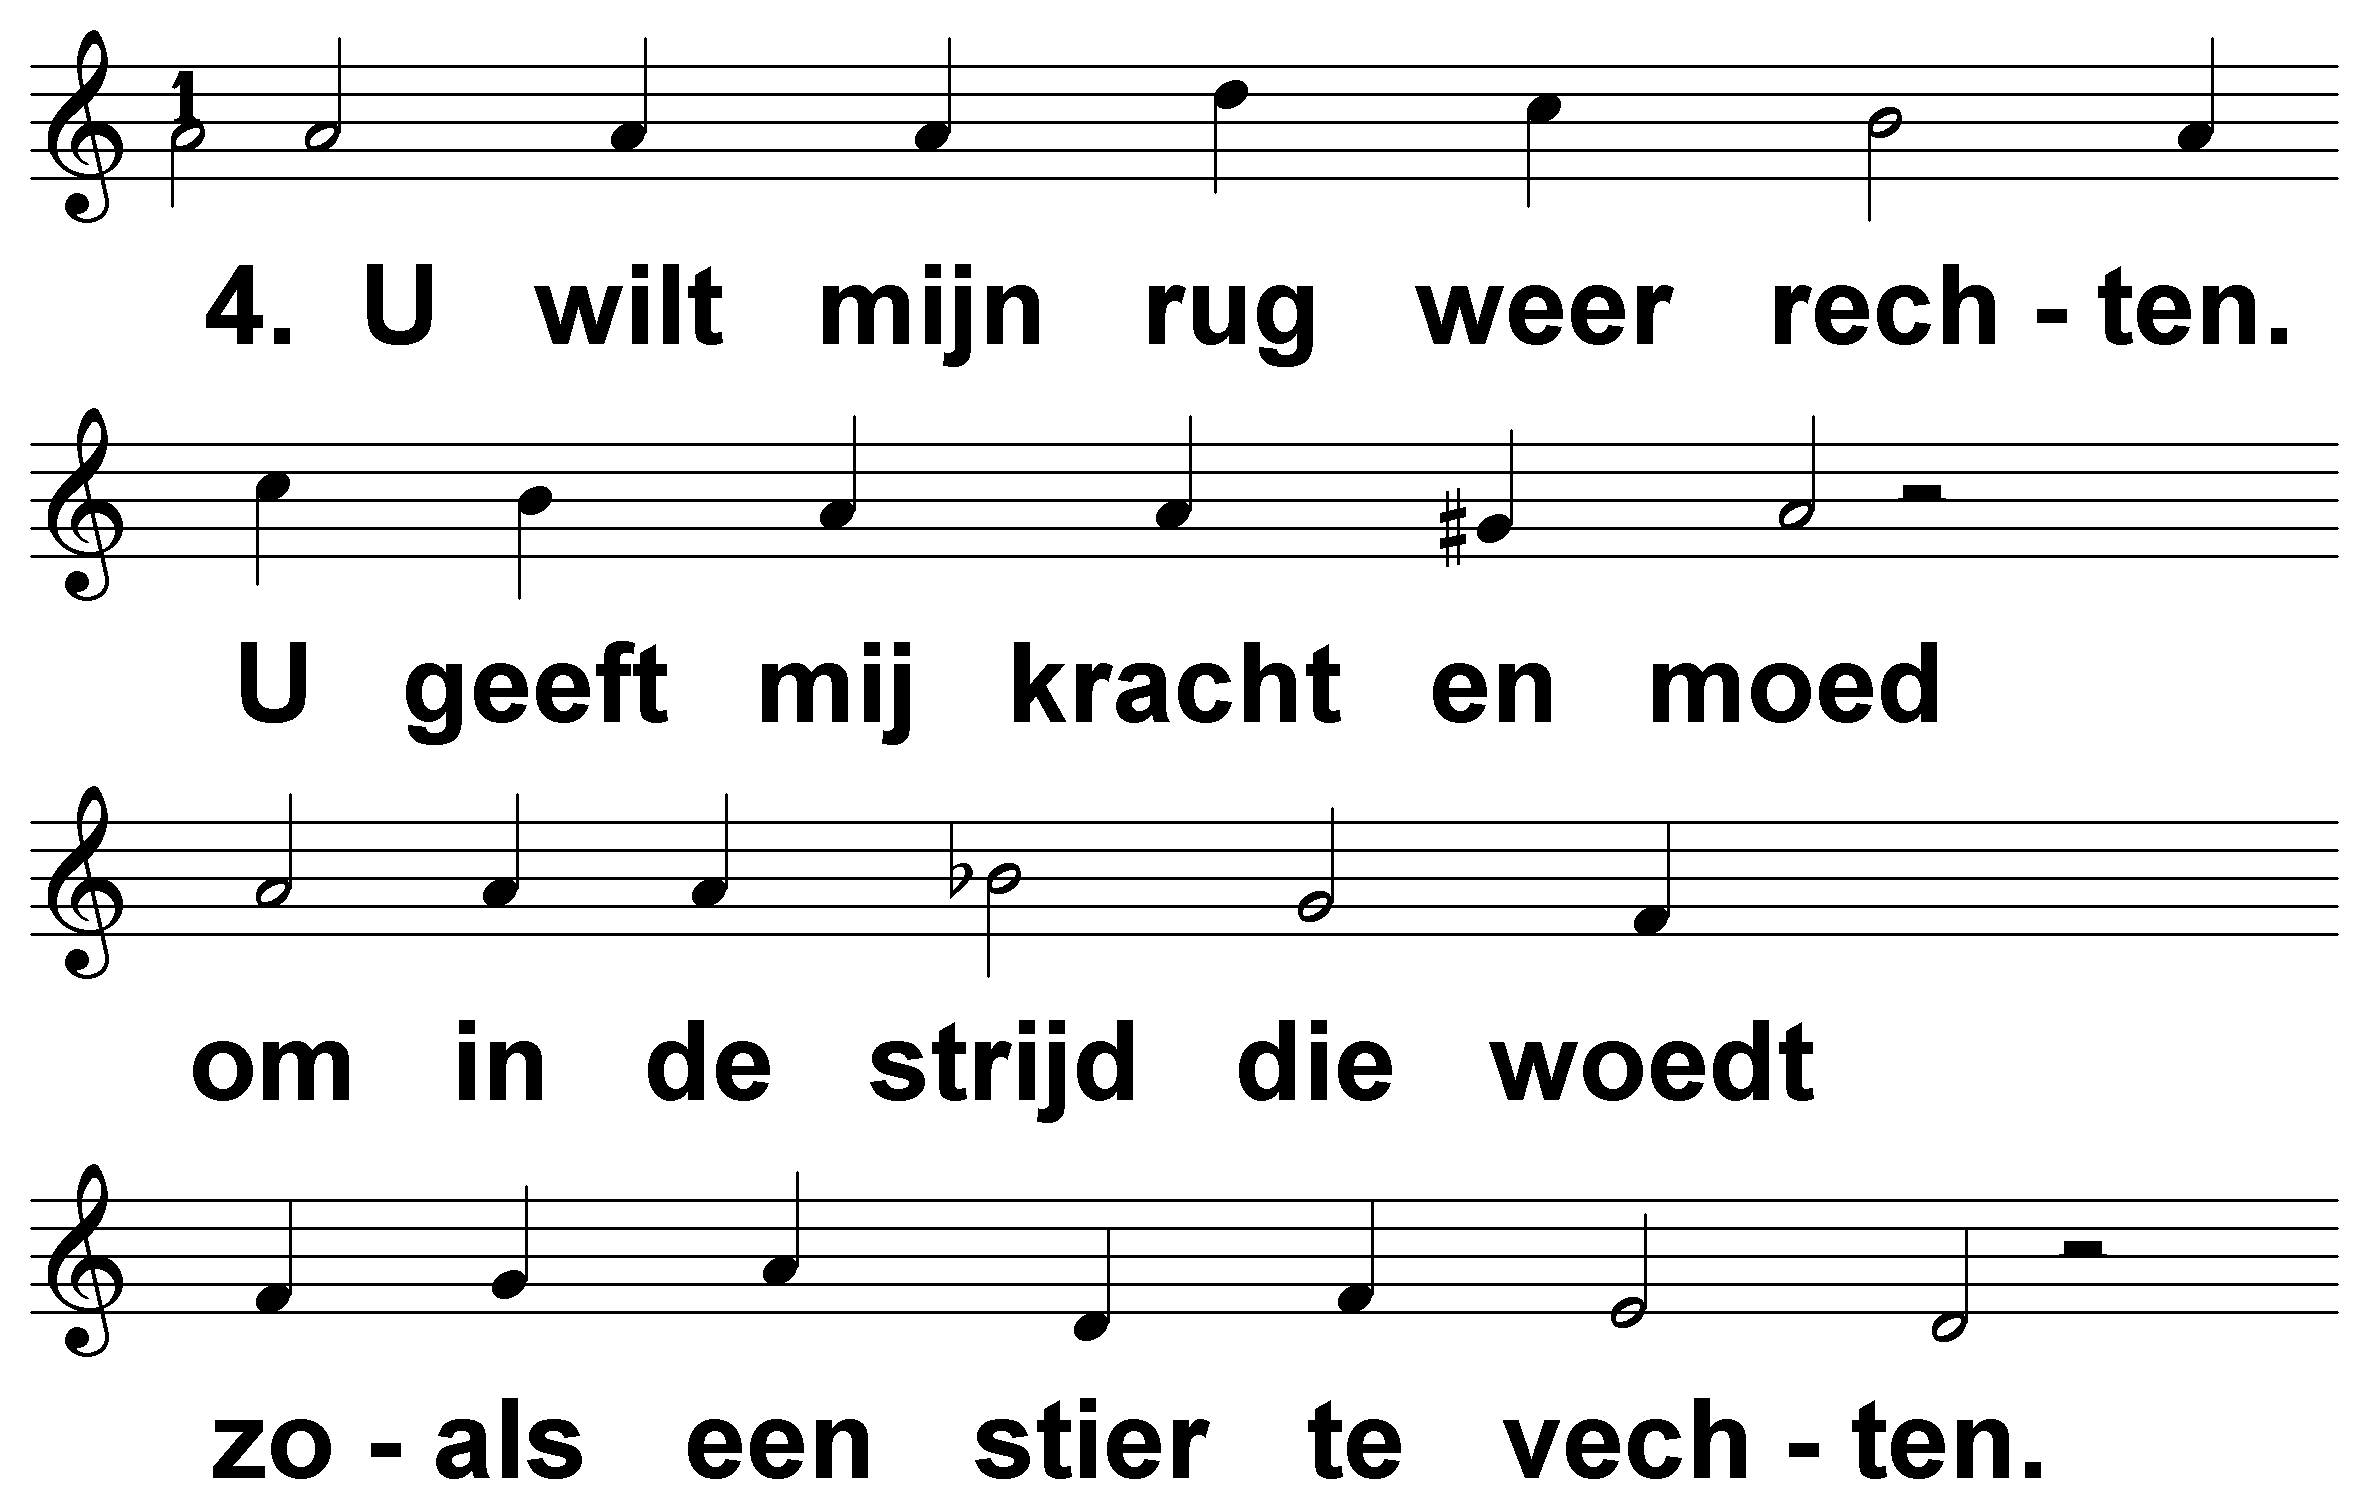 1
4. U wilt mijn rug weer rech - ten.
U geeft mij kracht en moed
om in de strijd die woedt
zo - als een stier te vech - ten.